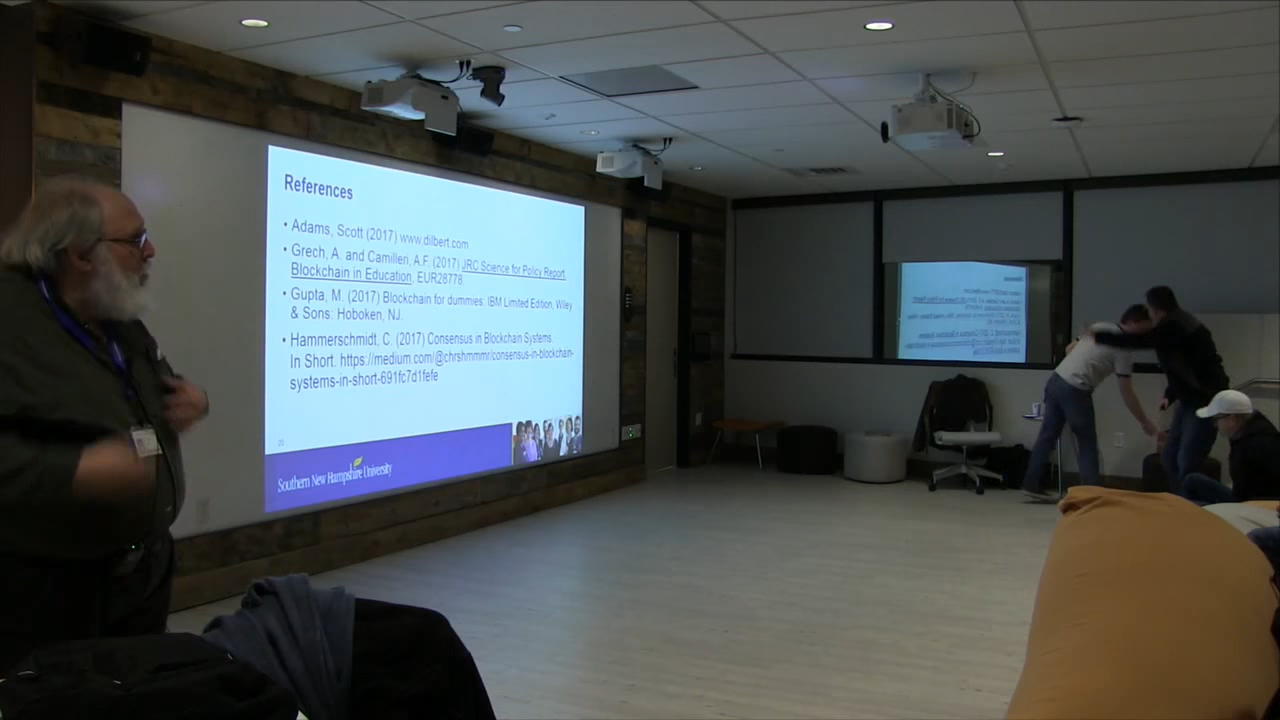 References
• Adams, Scott (2017) www.dilbert.com
• Grech, A. and Camilleri, A.F. (2017) JRC Science for Policy Report,
Blockchain in Education, EUR28778.
• Gupta, M. (2017) Blockchain for dummies: IBM Limited Edition, Wiley
& Sons: Hoboken, NJ.
• Hammerschmidt, C. (2017) Consensus in Blockchain Systems.
In Short. https://medium.com/@chrshmmmr/consensus-in-blockchain-
systems-in-short-691fc7d1fefe
Southern New Hampshire University